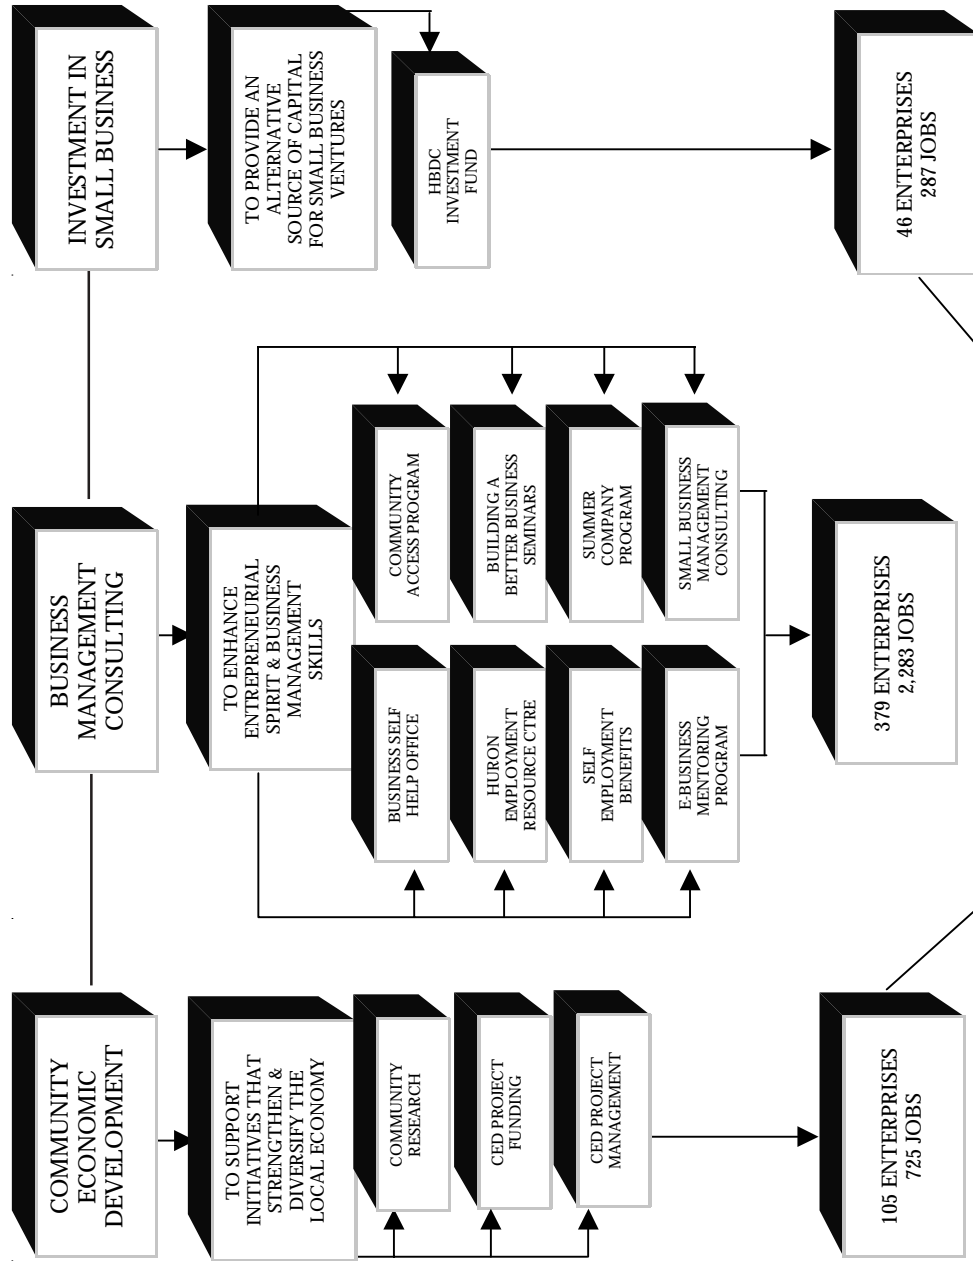 COMMUNITY
ECONOMIC
DEVELOPMENT
BUSINESS
MANAGEMENT
CONSULTING
INVESTMENT IN
SMALL BUSINESS
TO SUPPORT
INITIATIVES THAT
STRENGTHEN &
DIVERSIFY THE
LOCAL ECONOMY
TO ENHANCE
ENTREPRENEURIAL
SPIRIT & BUSINESS
MANAGEMENT
SKILLS
TO PROVIDE AN
ALTERNATIVE
SOURCE OF CAPITAL
FORSMALL BUSINESS
VENTURES
COMMUNITY
RESEARCH
CED PROJECT
FUNDING
CED PROJECT
MANAGEMENT
BUSINESS SELF
HELP OFFICE
HURON
EMPLOYMENT
RESOURCE CTRE
SELF
EMPLOYMENT
BENEFITS
E-BUSINESS
MENTORING
PROGRAM
COMMUNITY
ACCESS PROGRAM
BUILDING A
BETTER BUSINESS
SEMINARS
SUMMER
COMPANY
PROGRAM
SMALL BUSINESS
MANAGEMENT
CONSULTING
HBDC
INVESTMENT
FUND
105 ENTERPRISES
725 JOBS
379 ENTERPRISES
2,283 JOBS
46 ENTERPRISES
287 JOBS